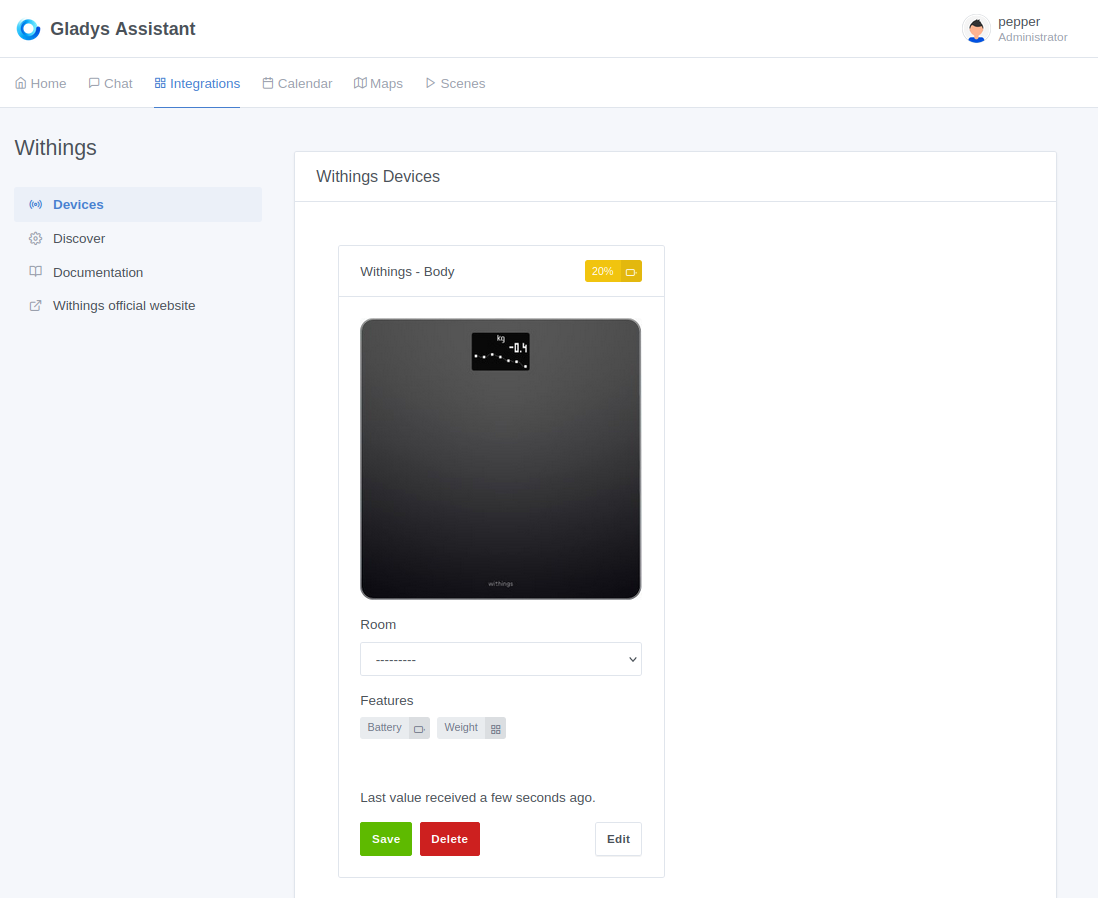 Gladys Assistant
pepper
Administrator
Home Chat Integrations Calendar Maps Scenes
Withings
Devices
Discover
Documentation
Withings official website
Withings Devices
Withings - Body 20%
kg
-0.4
withings
Room
---------
Features
Battery Weight
Last value received a few seconds ago.
Save Delete Edit